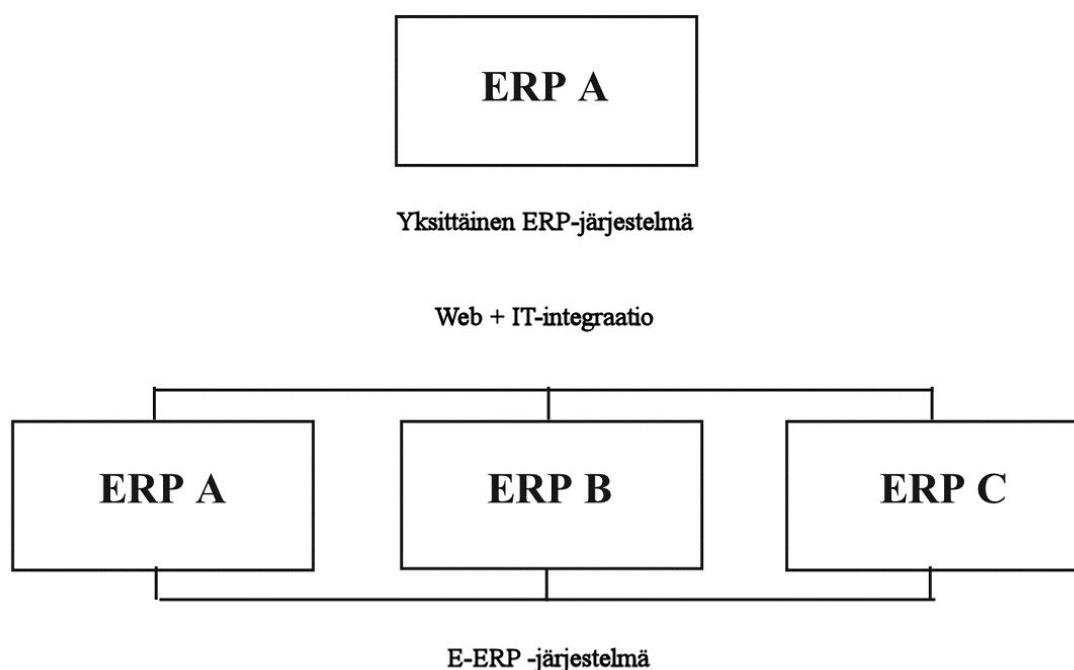 ERP A
Yksittäinen ERP-järjestelmä
Web + IT-integraatio
ERP A ERP B ERP C
E-ERP -järjestelmä